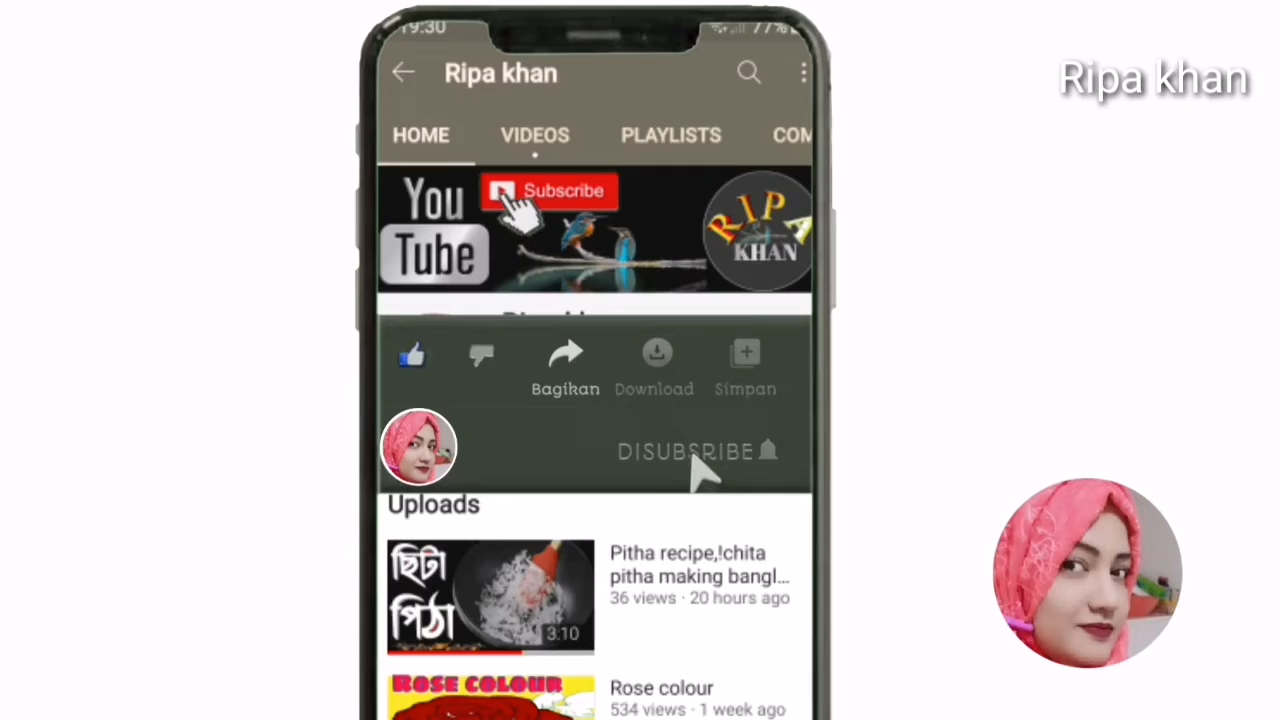 19:30
77%
Ripa khan
Ripa khan
HOME VIDEOS PLAYLISTS COM
You
Tube
Subscribe
RIPA
KHAN
Bagikan Download Simpan
DISUBSRIBE
Uploads
ছিটা
পিঠা
3:10
Pitha recipe,!chita
pitha making bangl...
36 views · 20 hours ago
ROSE COLOUR
Rose colour
534 views · 1 week ago